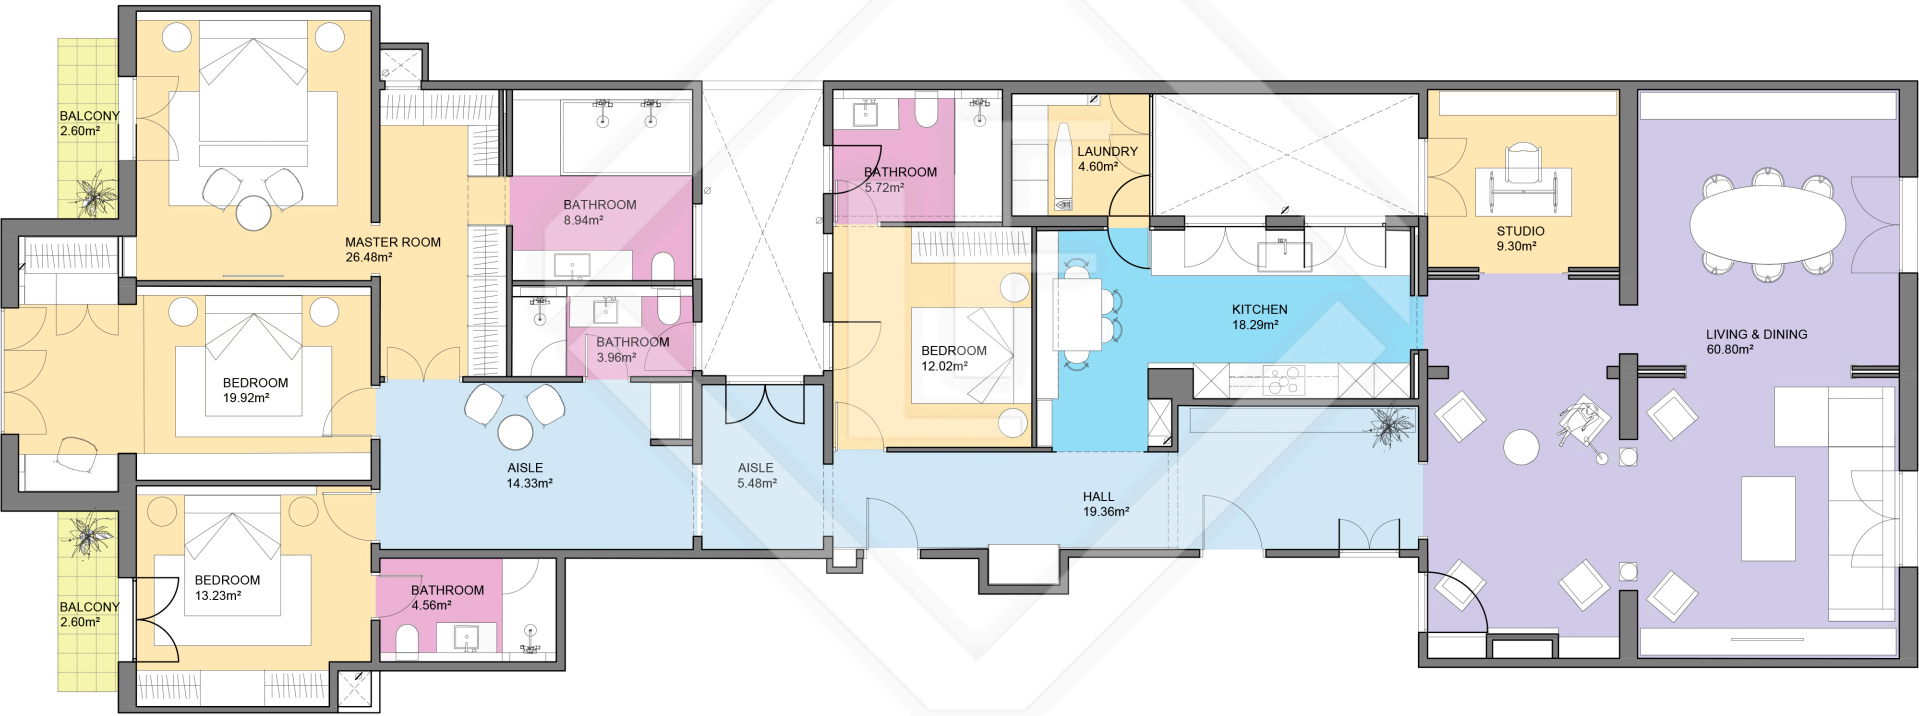 BALCONY
2.60m²
MASTER ROOM
26.48m²
BATHROOM
8.94m²
BATHROOM
5.72m²
LAUNDRY
4.60m²
STUDIO
9.30m²
BEDROOM
19.92m²
BATHROOM
3.96m²
BEDROOM
12.02m²
KITCHEN
18.29m²
LIVING & DINING
60.80m²
AISLE
14.33m²
AISLE
5.48m²
HALL
19.36m²
BALCONY
2.60m²
BEDROOM
13.23m²
BATHROOM
4.56m²